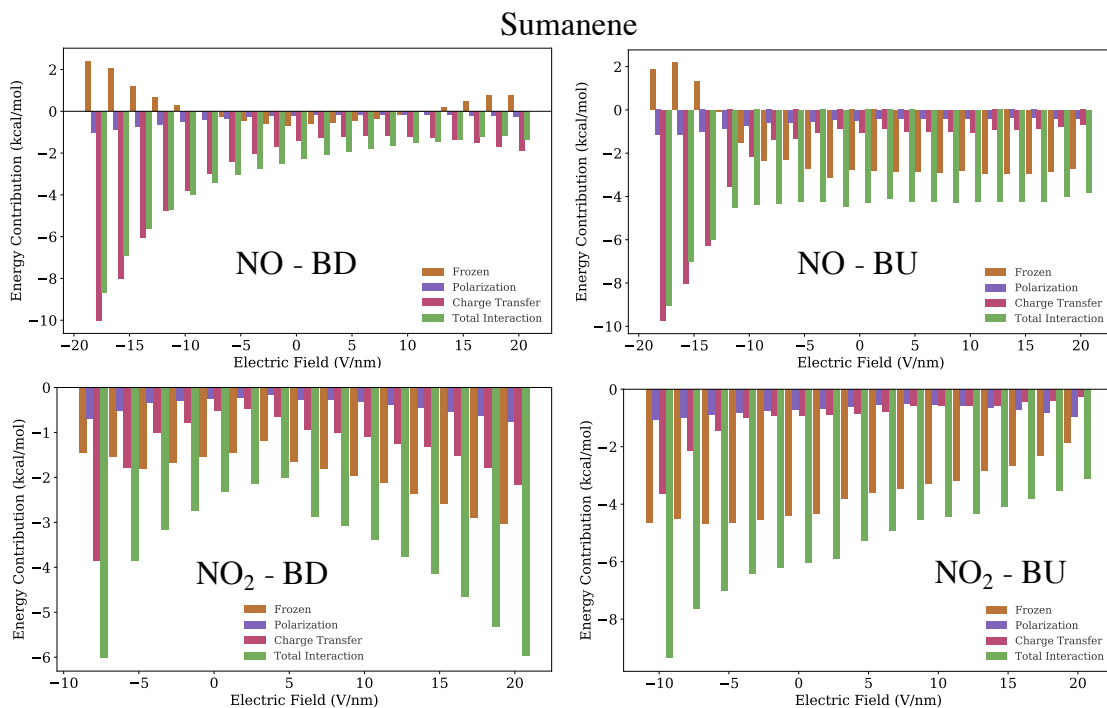 Sumanene
Energy Contribution (kcal/mol)
2
0
−2
−4
−6
−8
−10
NO - BD
Frozen
Polarization
Charge Transfer
Total Interaction
−20 −15 −10 −5 0 5 10 15 20
Electric Field (V/nm)
Energy Contribution (kcal/mol)
2
0
−2
−4
−6
−8
−10
NO - BU
Frozen
Polarization
Charge Transfer
Total Interaction
−20 −15 −10 −5 0 5 10 15 20
Electric Field (V/nm)
Energy Contribution (kcal/mol)
0
−1
−2
−3
−4
−5
−6
NO₂ - BD
Frozen
Polarization
Charge Transfer
Total Interaction
−10 −5 0 5 10 15 20
Electric Field (V/nm)
Energy Contribution (kcal/mol)
0
−2
−4
−6
−8
NO₂ - BU
Frozen
Polarization
Charge Transfer
Total Interaction
−10 −5 0 5 10 15 20
Electric Field (V/nm)